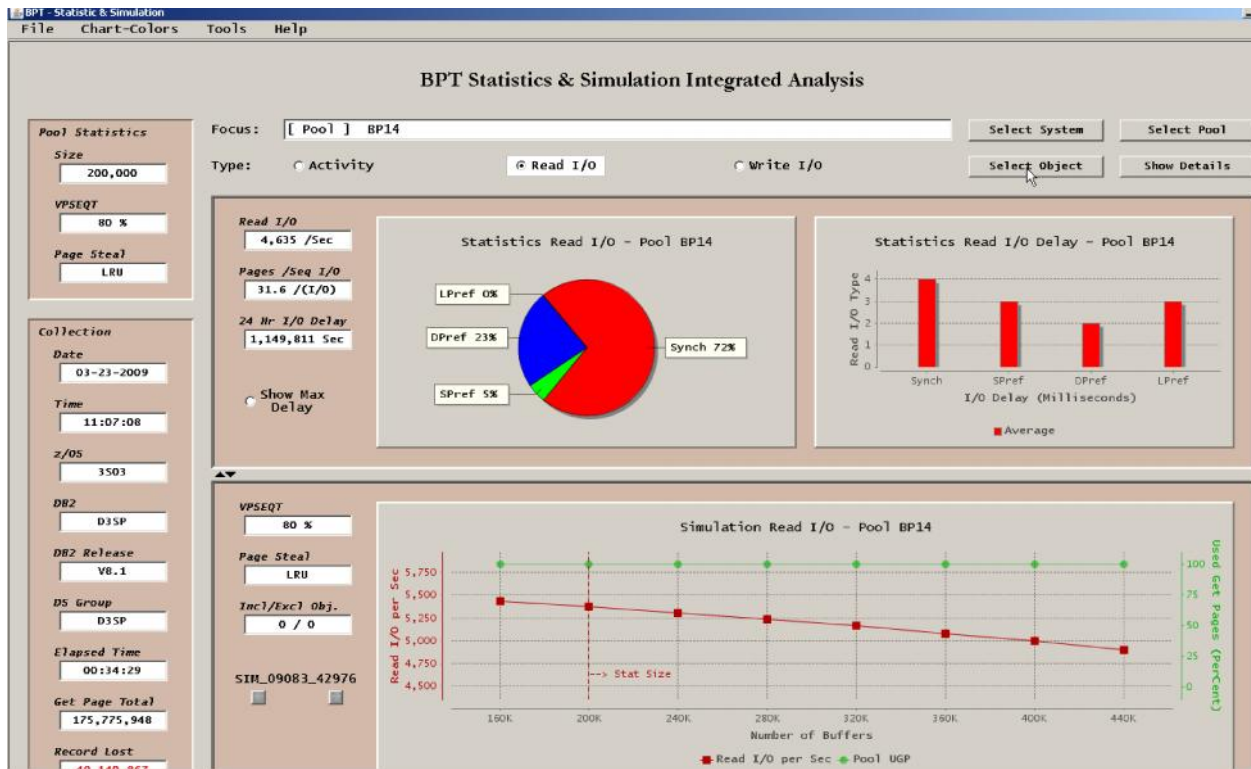 BPT - Statistic & Simulation
File Chart-Colors Tools Help
BPT Statistics & Simulation Integrated Analysis
Pool Statistics
Size
200,000
VPSEQT
80 %
Page Steal
LRU
Collection
Date
03-23-2009
Time
11:07:08
z/OS
3S03
DB2
D3SP
DB2 Release
V8.1
DS Group
D3SP
Elapsed Time
00:34:29
Get Page Total
175,775,948
Record Lost
Focus: [ Pool ] BP14
Select System Select Pool
Type: Activity Read I/O Write I/O
Select Object Show Details
Read I/O
4,635 /Sec
Pages /Seq I/O
31.6 /(I/O)
24 Hr I/O Delay
1,149,811 Sec
Show Max
Delay
Statistics Read I/O - Pool BP14
LPref 0%
DPref 23%
Synch 72%
SPref 5%
Statistics Read I/O Delay - Pool BP14
Read I/O Type
4
3
2
1
0
Synch SPref DPref LPref
I/O Delay (Milliseconds)
Average
VPSEQT
80 %
Page Steal
LRU
Incl/Excl Obj.
0 / 0
SIM_09083_42976
Simulation Read I/O - Pool BP14
Read I/O per Sec
5,750
5,500
5,250
5,000
4,750
4,500
--> Stat Size
100
75
50
25
0
Used Get Pages (PerCent)
160K 200K 240K 280K 320K 360K 400K 440K
Number of Buffers
Read I/O per Sec Pool UGP